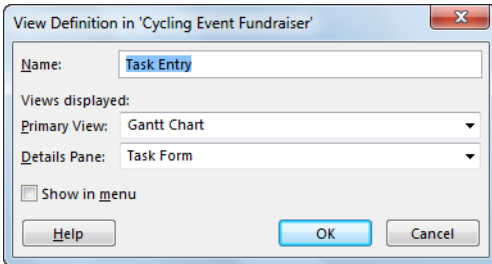 View Definition in 'Cycling Event Fundraiser'
Name: Task Entry
Views displayed:
Primary View: Gantt Chart
Details Pane: Task Form
Show in menu
Help OK Cancel